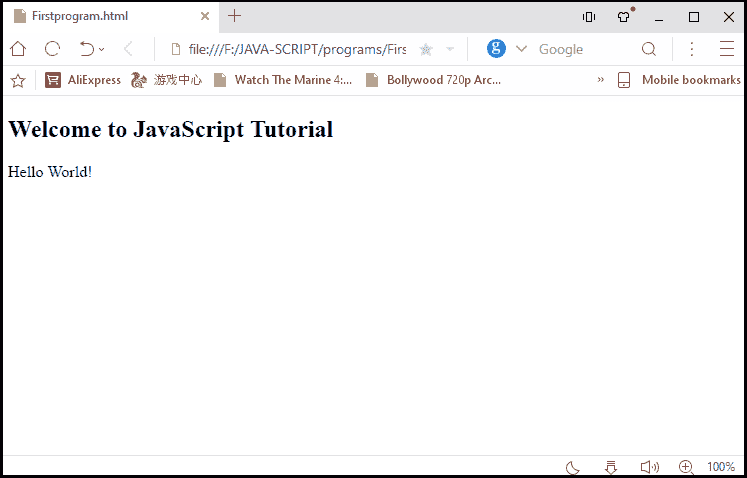 Firstprogram.html
file:///F:/JAVA-SCRIPT/programs/Firs
g Google
AliExpress 游戏中心 Watch The Marine 4:... Bollywood 720p Arc... » Mobile bookmarks
Welcome to JavaScript Tutorial
Hello World!
100%